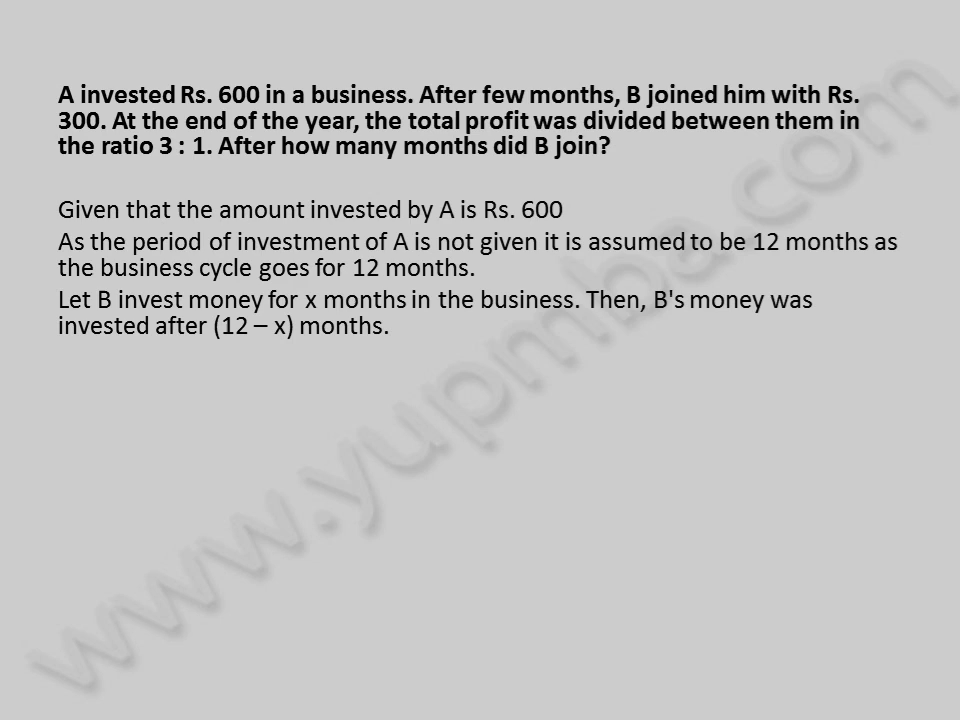 A invested Rs. 600 in a business. After few months, B joined him with Rs.
300. At the end of the year, the total profit was divided between them in
the ratio 3 : 1. After how many months did B join?
Given that the amount invested by A is Rs. 600
As the period of investment of A is not given it is assumed to be 12 months as
the business cycle goes for 12 months.
Let B invest money for x months in the business. Then, B's money was
invested after (12 – x) months.
www.yupmba.com